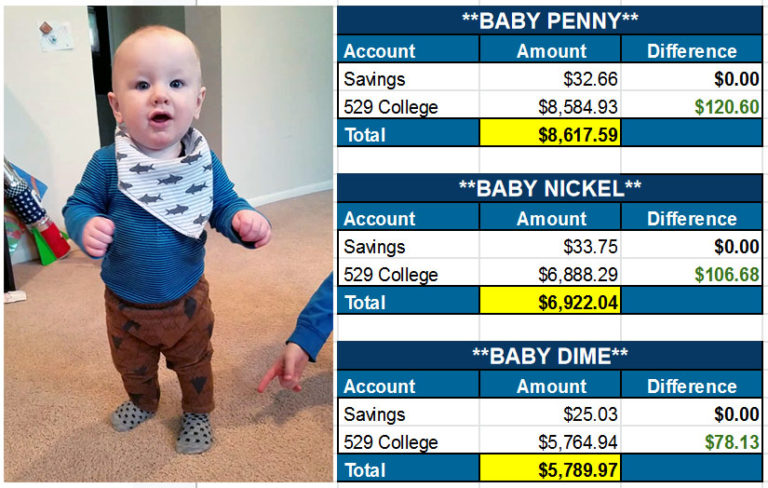 **BABY PENNY**
Account Amount Difference
Savings $32.66 $0.00
529 College $8,584.93 $120.60
Total $8,617.59
**BABY NICKEL**
Account Amount Difference
Savings $33.75 $0.00
529 College $6,888.29 $106.68
Total $6,922.04
**BABY DIME**
Account Amount Difference
Savings $25.03 $0.00
529 College $5,764.94 $78.13
Total $5,789.97